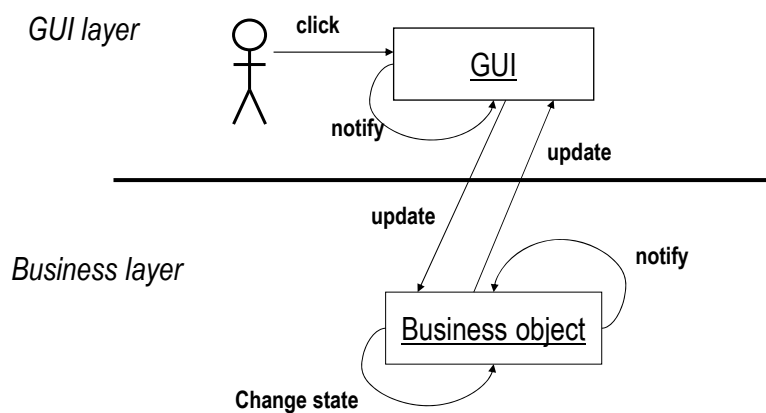 GUI layer
click
GUI
notify
update
update
Business layer
notify
Business object
Change state